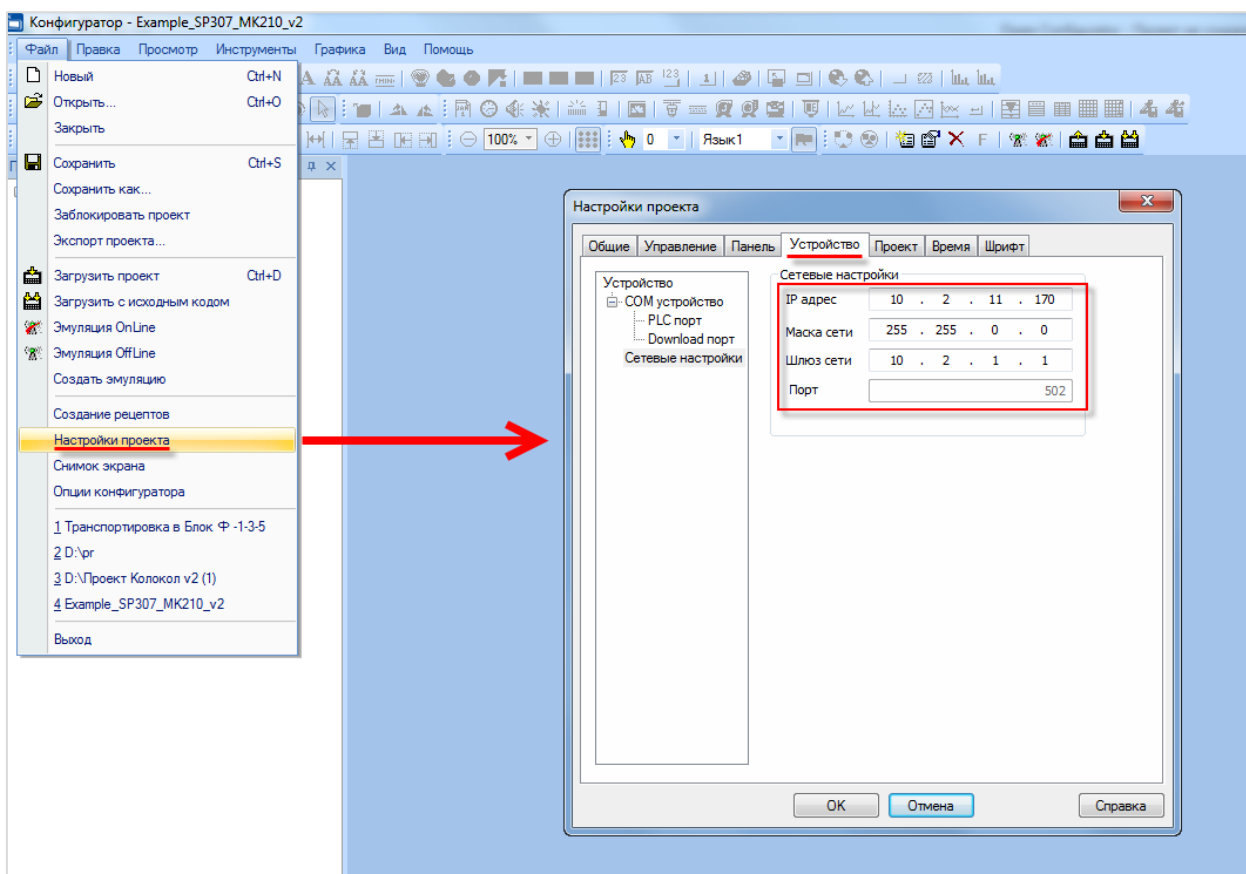 Конфигуратор - Example_SP307_MK210_v2
Файл Правка Просмотр Инструменты Графика Вид Помощь
Новый Ctrl+N
Открыть... Ctrl+O
Закрыть
Сохранить Ctrl+S
Сохранить как...
Заблокировать проект
Экспорт проекта...
Загрузить проект Ctrl+D
Загрузить с исходным кодом
Эмуляция OnLine
Эмуляция OffLine
Создать эмуляцию
Создание рецептов
Настройки проекта
Снимок экрана
Опции конфигуратора
1 Транспортировка в Блок Ф -1-3-5
2 D:\pr
3 D:\Проект Колокол v2 (1)
4 Example_SP307_MK210_v2
Выход
100% 0 Язык1
Настройки проекта
Общие Управление Панель Устройство Проект Время Шрифт
Устройство
COM устройство
PLC порт
Download порт
Сетевые настройки
Сетевые настройки
IP адрес 10 . 2 . 11 . 170
Маска сети 255 . 255 . 0 . 0
Шлюз сети 10 . 2 . 1 . 1
Порт 502
OK Отмена Справка